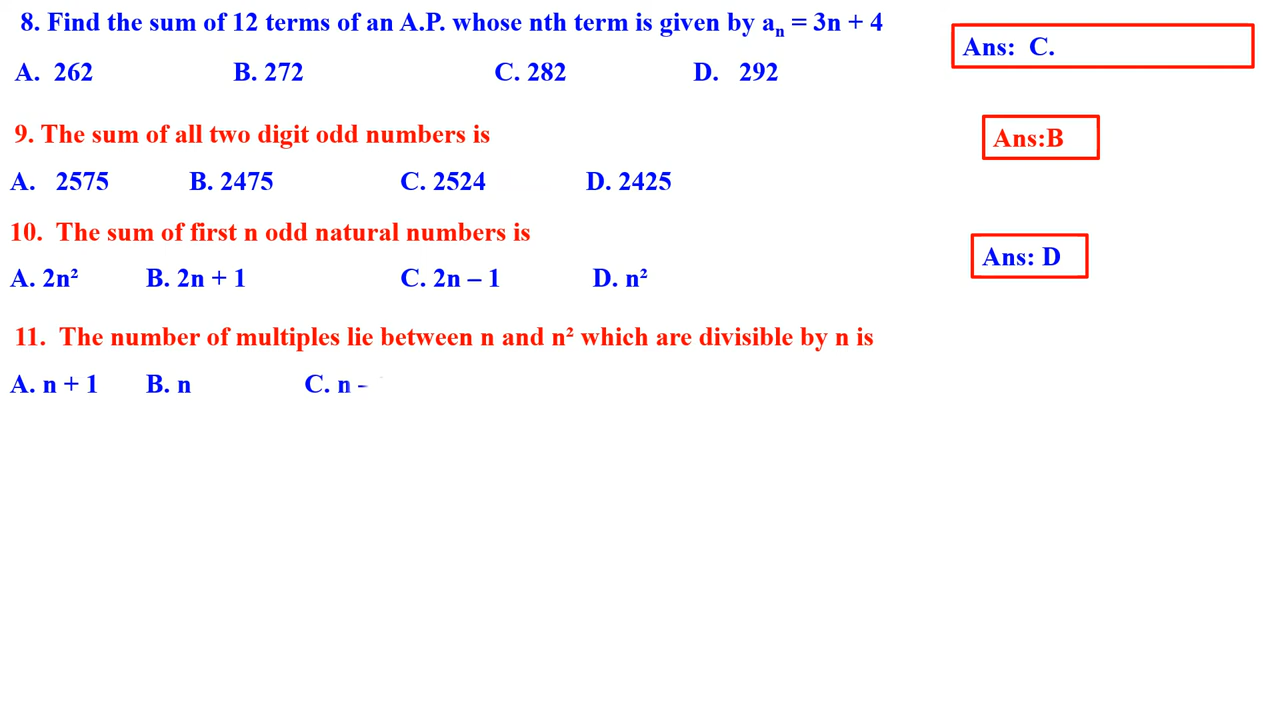 8. Find the sum of 12 terms of an A.P. whose nth term is given by aₙ = 3n + 4
Ans: C.
A. 262 B. 272 C. 282 D. 292
9. The sum of all two digit odd numbers is
Ans:B
A. 2575 B. 2475 C. 2524 D. 2425
10. The sum of first n odd natural numbers is
Ans: D
A. 2n² B. 2n + 1 C. 2n – 1 D. n²
11. The number of multiples lie between n and n² which are divisible by n is
A. n + 1 B. n C. n –